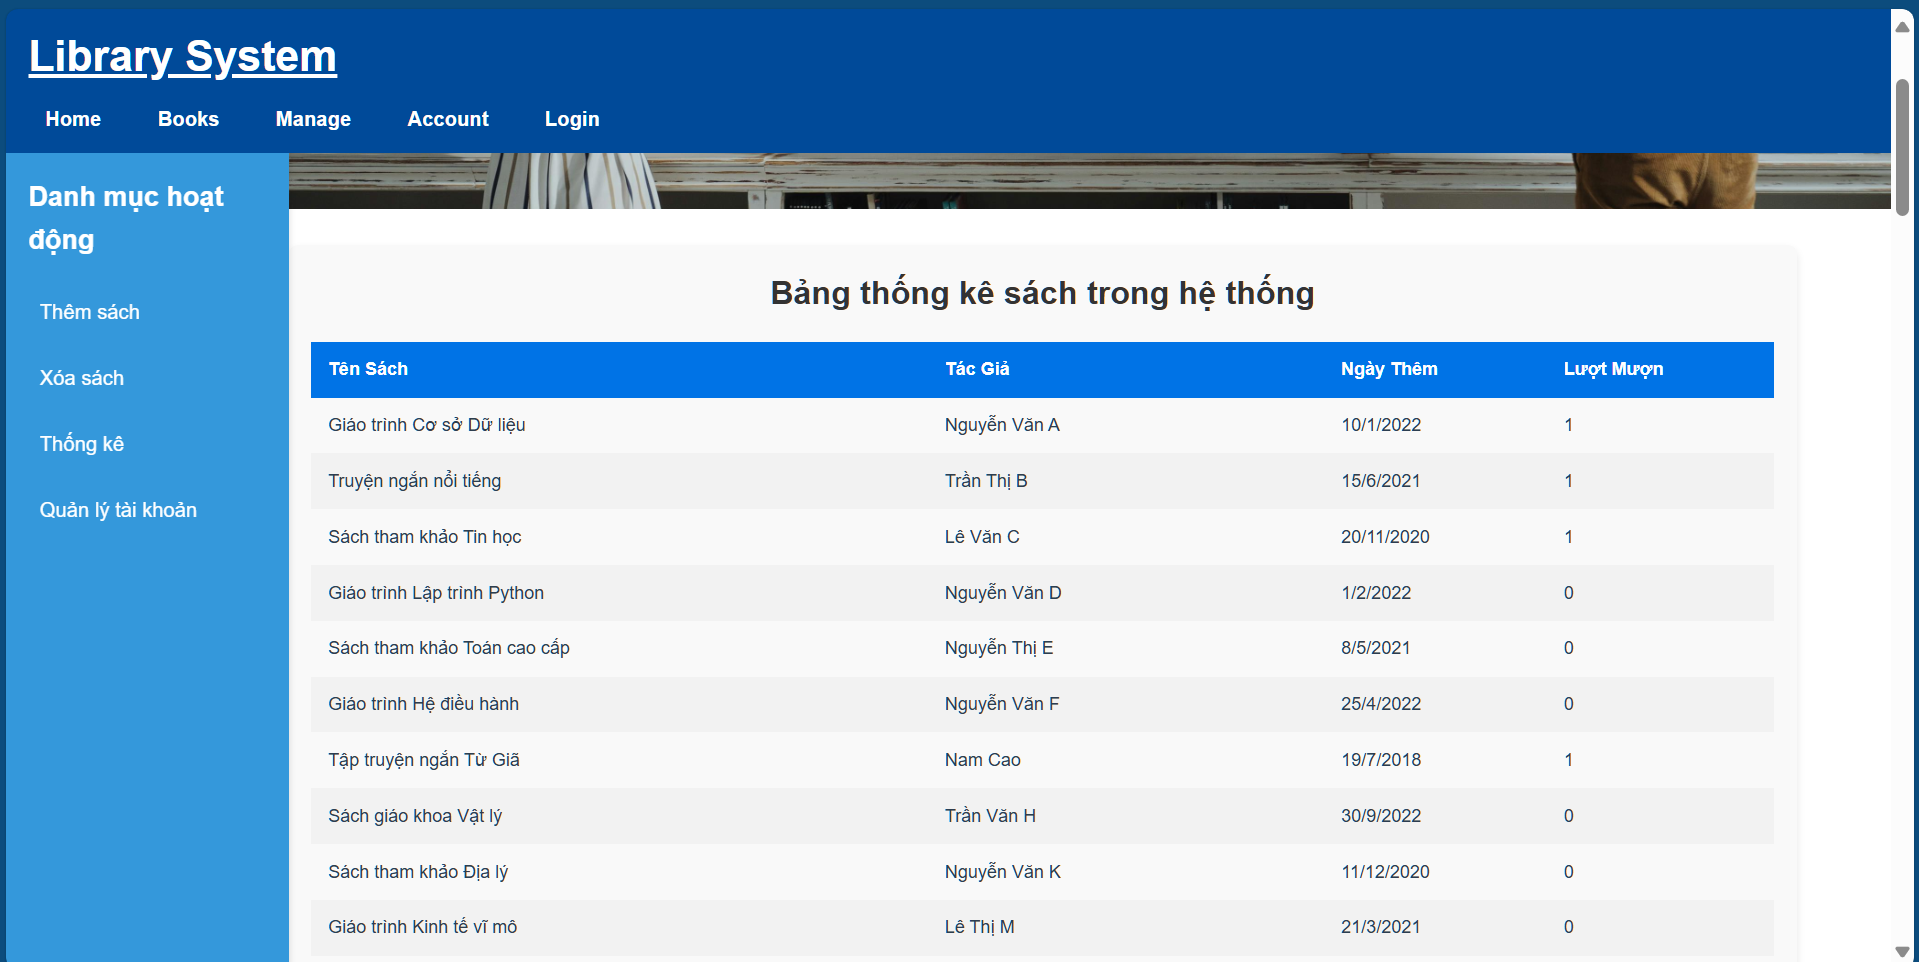 Library System
Home Books Manage Account Login
Danh mục hoạt
động
Thêm sách
Xóa sách
Thống kê
Quản lý tài khoản
Bảng thống kê sách trong hệ thống
Tên Sách Tác Giả Ngày Thêm Lượt Mượn
Giáo trình Cơ sở Dữ liệu Nguyễn Văn A 10/1/2022 1
Truyện ngắn nổi tiếng Trần Thị B 15/6/2021 1
Sách tham khảo Tin học Lê Văn C 20/11/2020 1
Giáo trình Lập trình Python Nguyễn Văn D 1/2/2022 0
Sách tham khảo Toán cao cấp Nguyễn Thị E 8/5/2021 0
Giáo trình Hệ điều hành Nguyễn Văn F 25/4/2022 0
Tập truyện ngắn Từ Giã Nam Cao 19/7/2018 1
Sách giáo khoa Vật lý Trần Văn H 30/9/2022 0
Sách tham khảo Địa lý Nguyễn Văn K 11/12/2020 0
Giáo trình Kinh tế vĩ mô Lê Thị M 21/3/2021 0